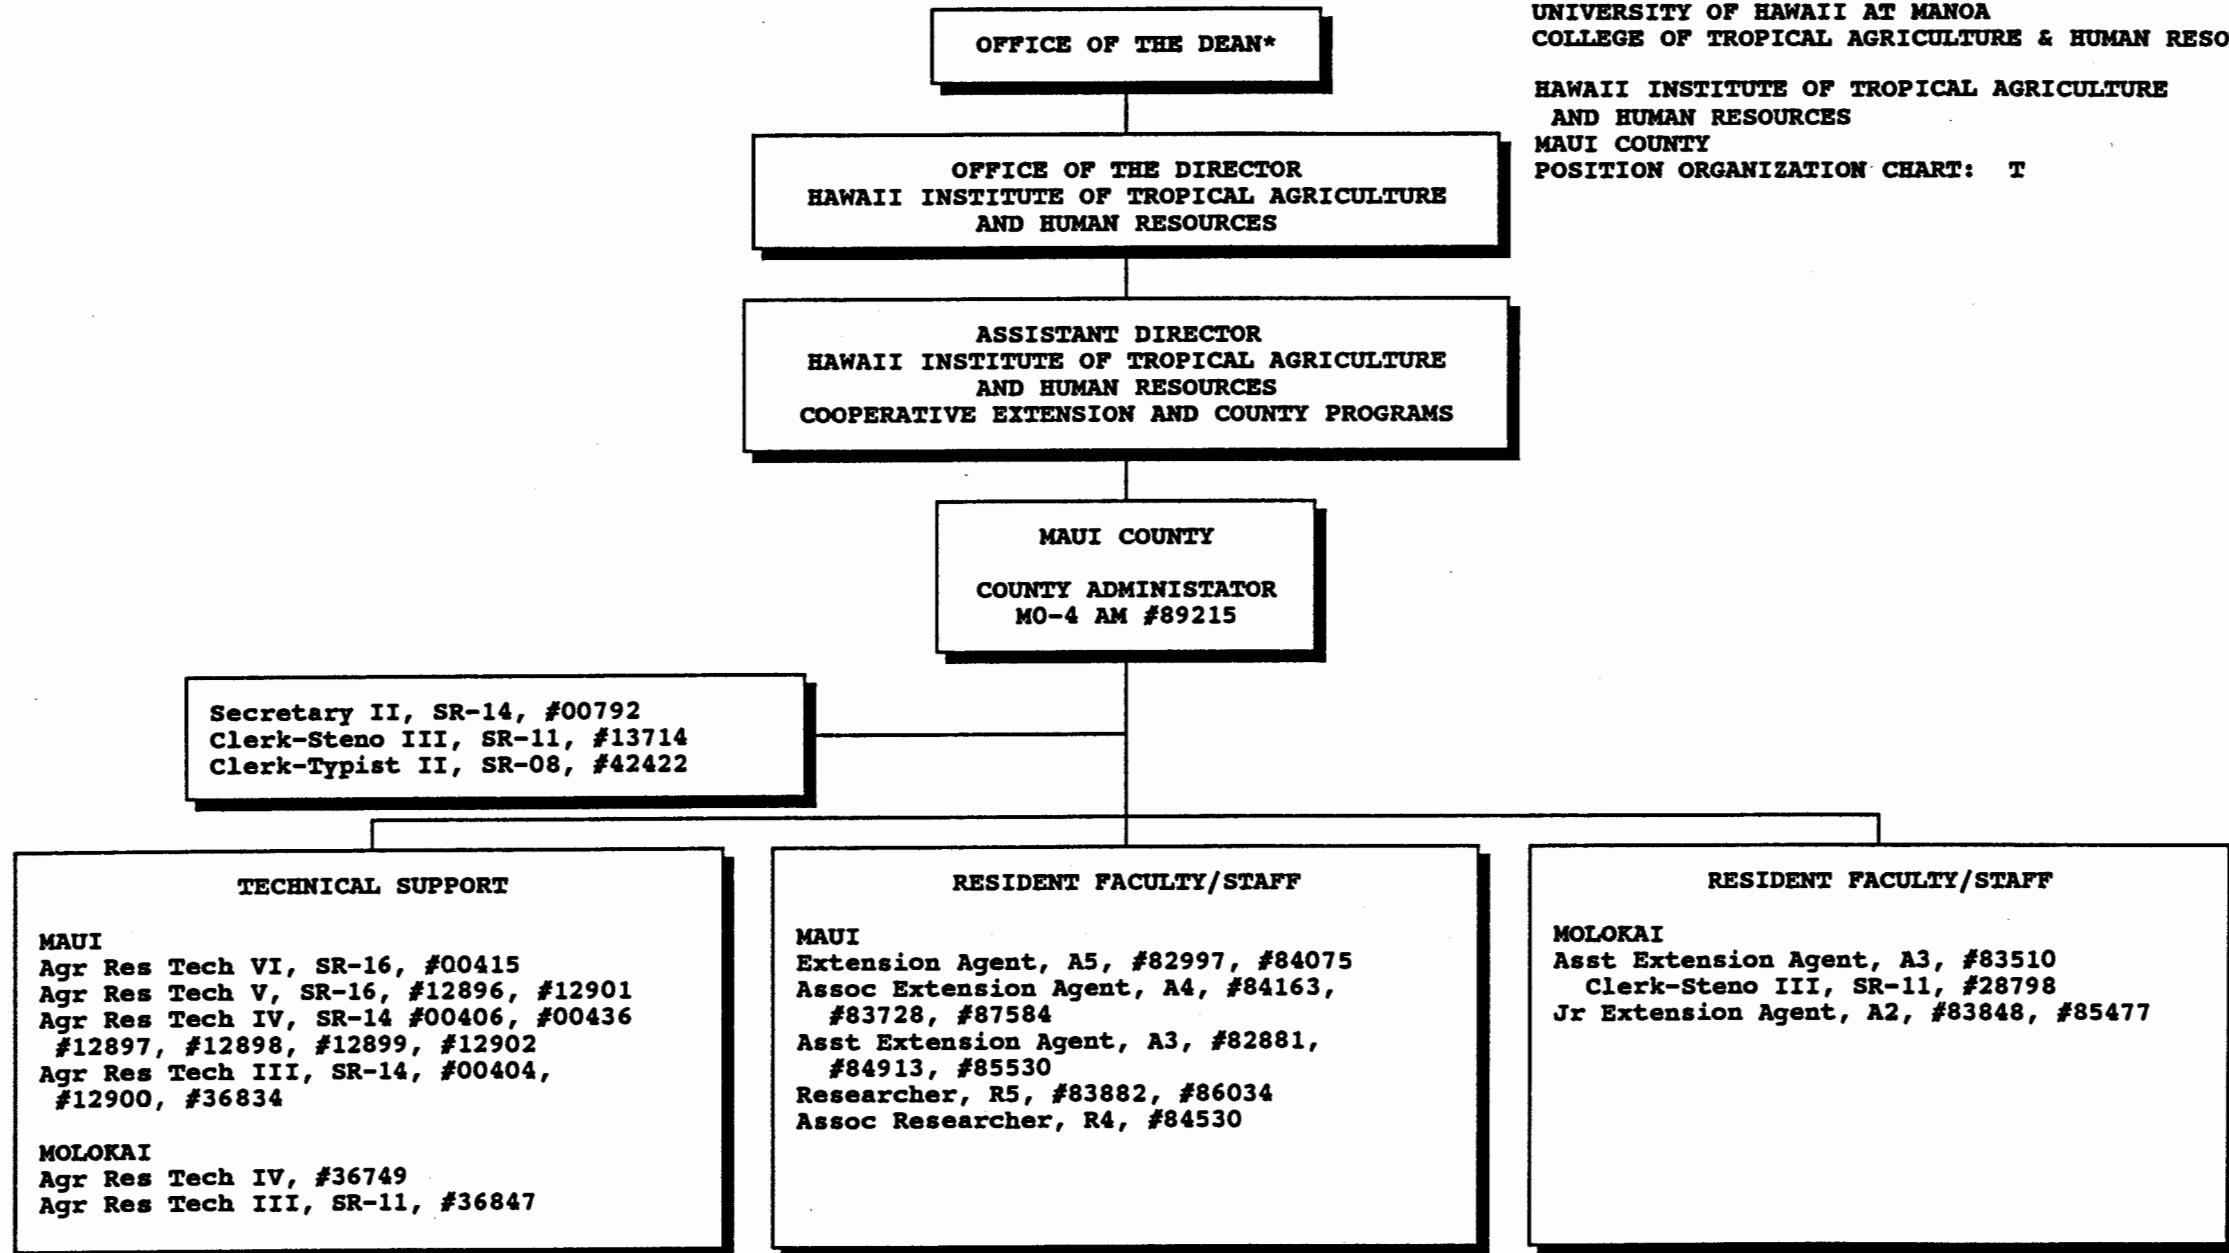 UNIVERSITY OF HAWAII AT MANOA
COLLEGE OF TROPICAL AGRICULTURE & HUMAN RESO
HAWAII INSTITUTE OF TROPICAL AGRICULTURE
AND HUMAN RESOURCES
MAUI COUNTY
POSITION ORGANIZATION CHART: T
OFFICE OF THE DEAN*
OFFICE OF THE DIRECTOR
HAWAII INSTITUTE OF TROPICAL AGRICULTURE
AND HUMAN RESOURCES
ASSISTANT DIRECTOR
HAWAII INSTITUTE OF TROPICAL AGRICULTURE
AND HUMAN RESOURCES
COOPERATIVE EXTENSION AND COUNTY PROGRAMS
MAUI COUNTY
COUNTY ADMINISTATOR
MO-4 AM #89215
Secretary II, SR-14, #00792
Clerk-Steno III, SR-11, #13714
Clerk-Typist II, SR-08, #42422
TECHNICAL SUPPORT
MAUI
Agr Res Tech VI, SR-16, #00415
Agr Res Tech V, SR-16, #12896, #12901
Agr Res Tech IV, SR-14 #00406, #00436
#12897, #12898, #12899, #12902
Agr Res Tech III, SR-14, #00404,
#12900, #36834
MOLOKAI
Agr Res Tech IV, #36749
Agr Res Tech III, SR-11, #36847
RESIDENT FACULTY/STAFF
MAUI
Extension Agent, A5, #82997, #84075
Assoc Extension Agent, A4, #84163,
#83728, #87584
Asst Extension Agent, A3, #82881,
#84913, #85530
Researcher, R5, #83882, #86034
Assoc Researcher, R4, #84530
RESIDENT FACULTY/STAFF
MOLOKAI
Asst Extension Agent, A3, #83510
Clerk-Steno III, SR-11, #28798
Jr Extension Agent, A2, #83848, #85477